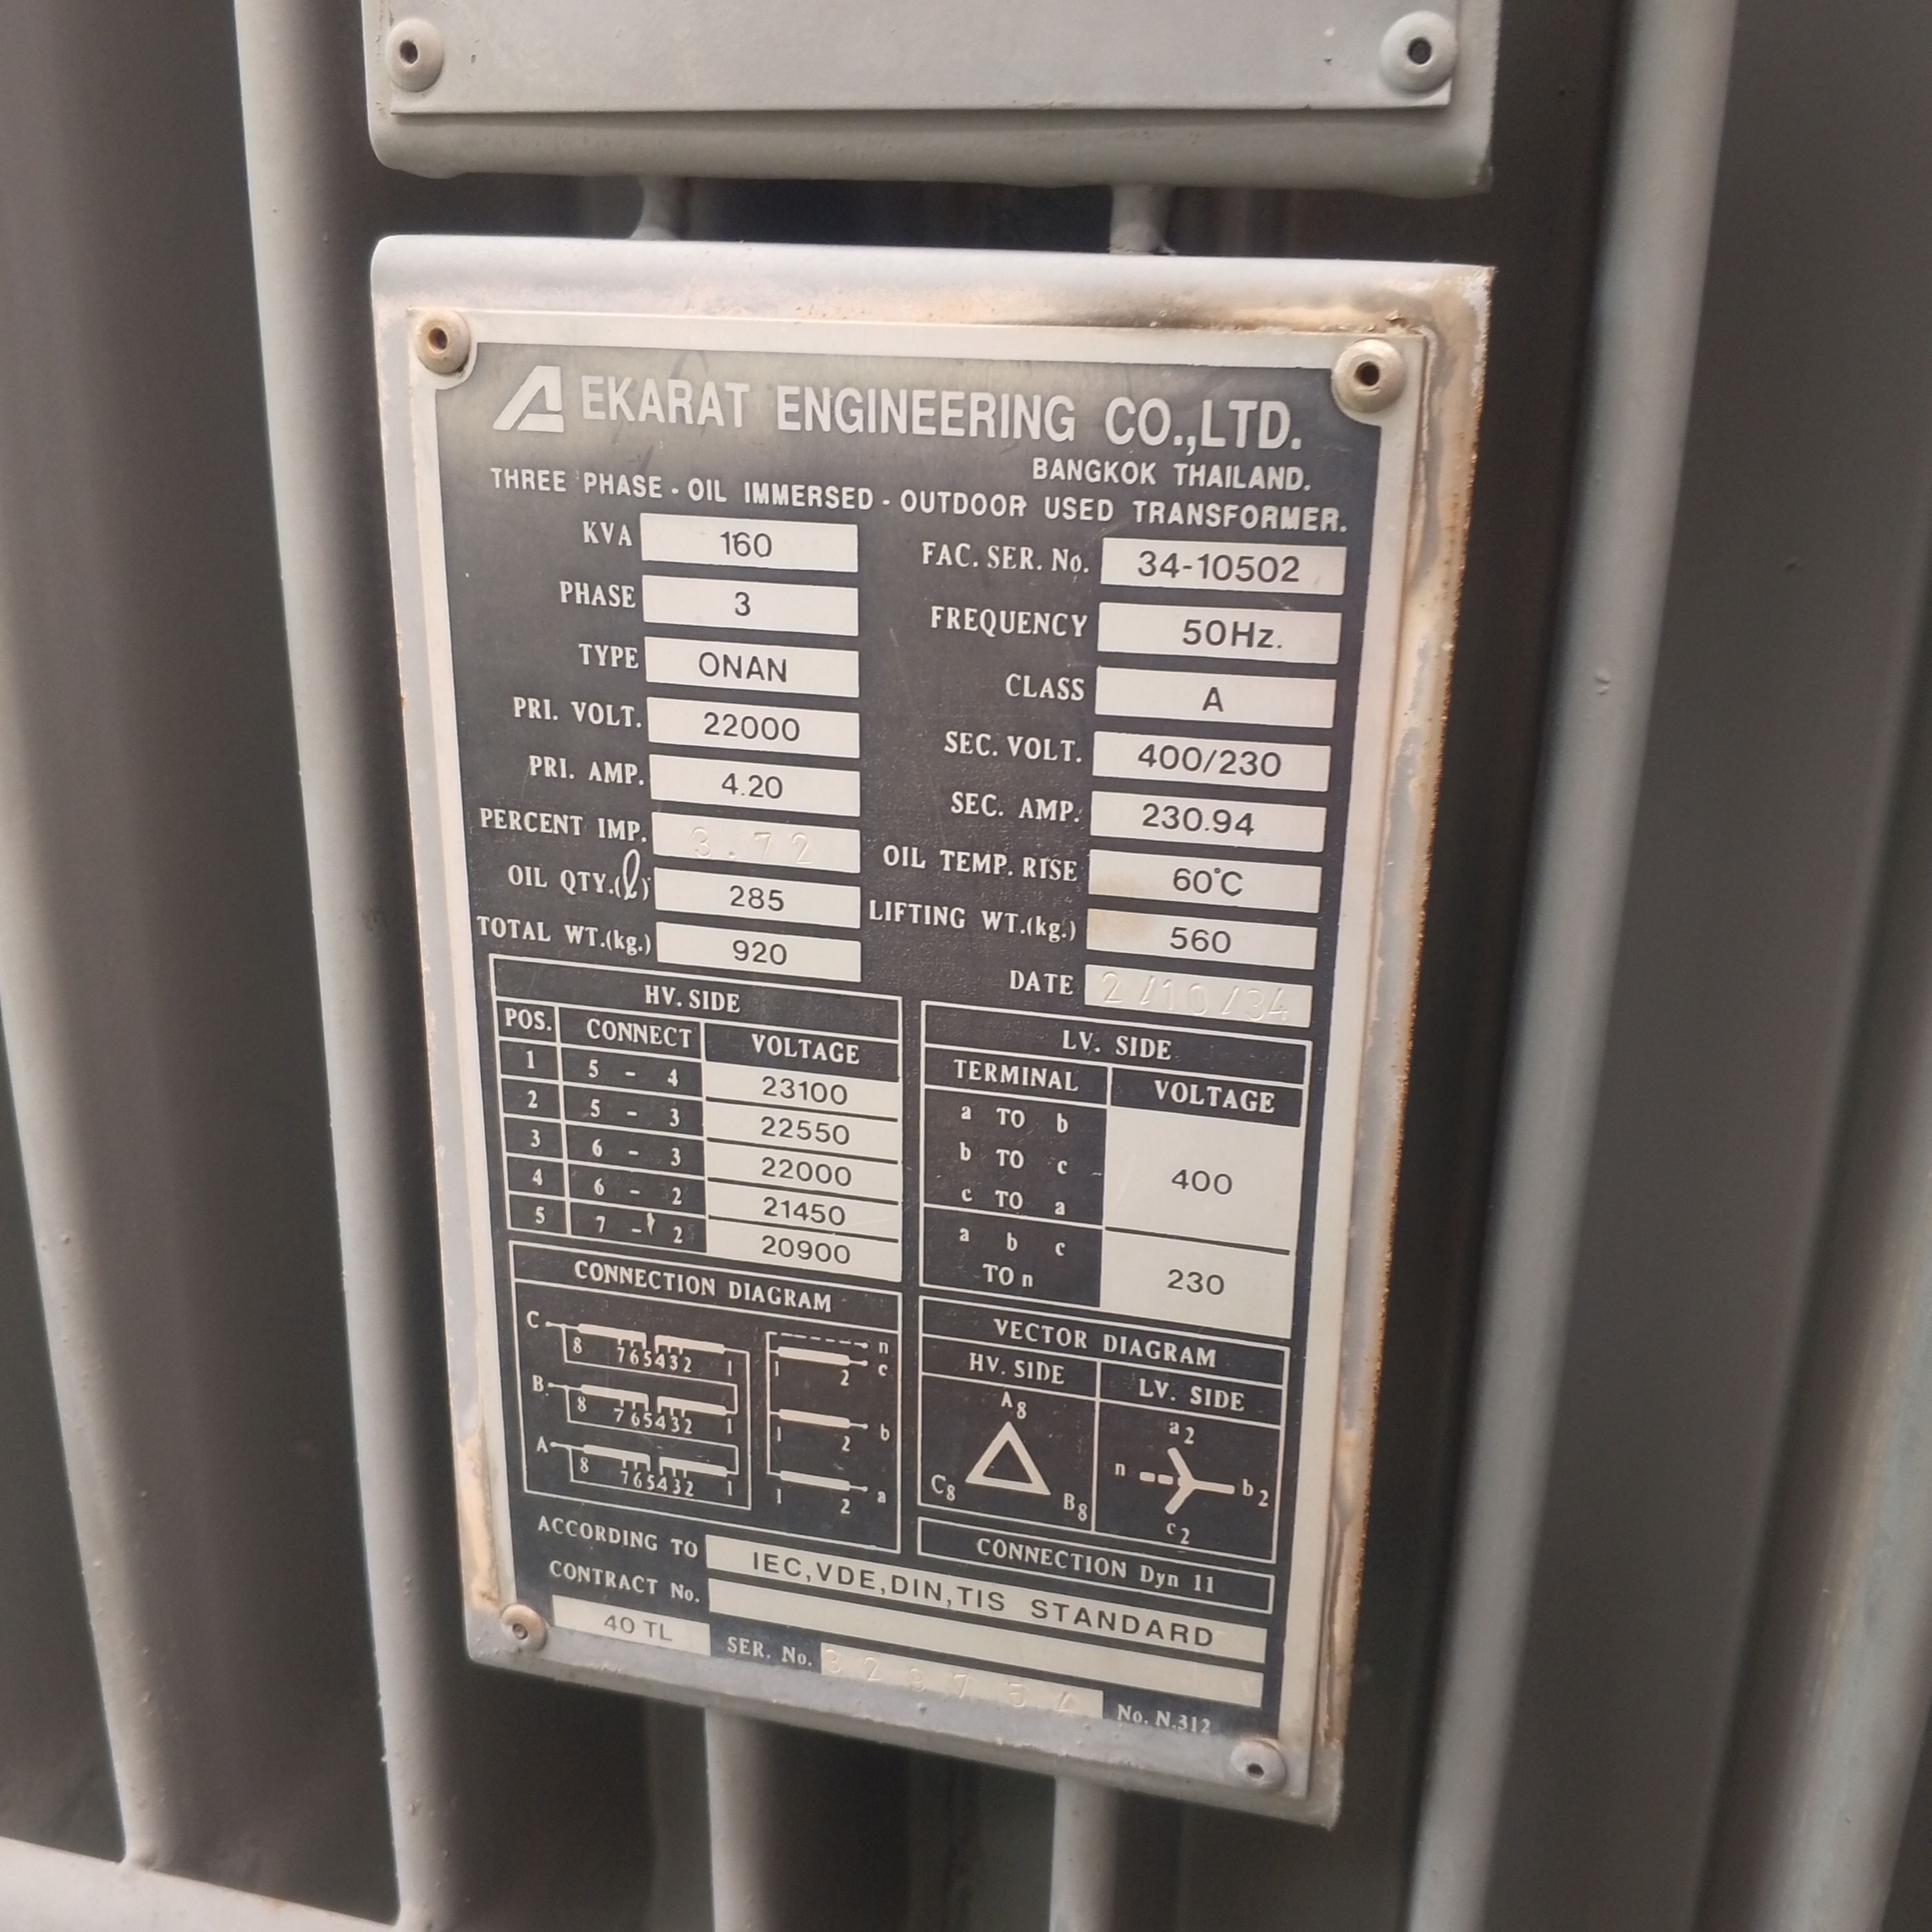 EKARAT ENGINEERING CO.,LTD.
BANGKOK THAILAND.
THREE PHASE - OIL IMMERSED - OUTDOOR USED TRANSFORMER.
KVA 160
FAC. SER. No. 34-10502
PHASE 3
FREQUENCY 50Hz.
TYPE ONAN
CLASS A
PRI. VOLT. 22000
SEC. VOLT. 400/230
PRI. AMP. 4.20
SEC. AMP. 230.94
PERCENT IMP. 3.72
OIL TEMP. RISE 60°C
OIL QTY.(ℓ) 285
LIFTING WT.(kg.) 560
TOTAL WT.(kg.) 920
DATE 2/10/34
HV. SIDE
POS. CONNECT VOLTAGE
1 5 - 4 23100
2 5 - 3 22550
3 6 - 3 22000
4 6 - 2 21450
5 7 - 2 20900
LV. SIDE
TERMINAL VOLTAGE
a TO b
b TO c
c TO a
400
a b c
TO n
230
CONNECTION DIAGRAM
C 8 765432 1
B 8 765432 1
A 8 765432 1
n
1 2 c
1 2 b
1 2 a
VECTOR DIAGRAM
HV. SIDE LV. SIDE
A8
C8 B8
a2
n b2
c2
CONNECTION Dyn 11
ACCORDING TO IEC,VDE,DIN,TIS STANDARD
CONTRACT No.
40 TL SER. No.
No. N.312